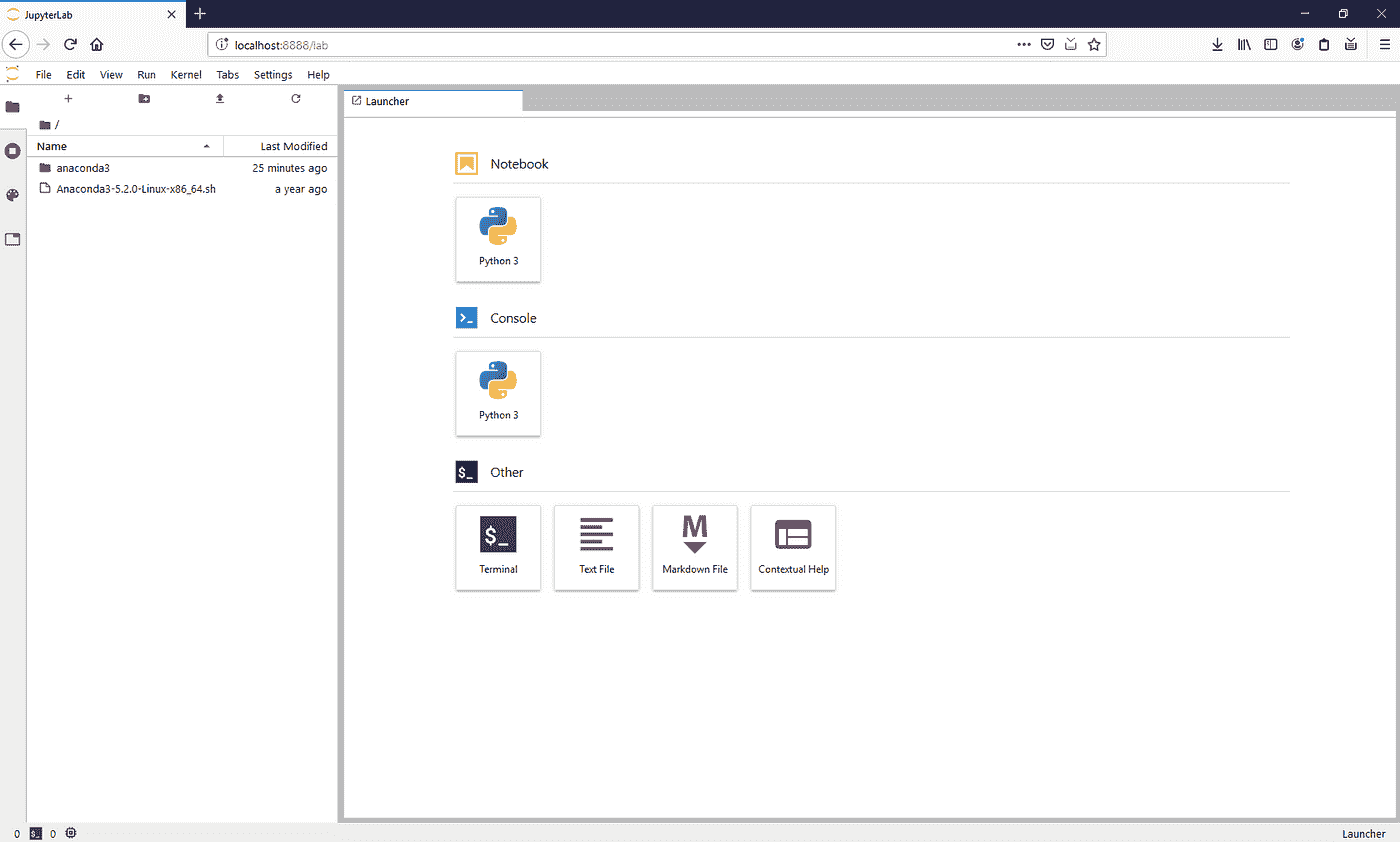 JupyterLab
localhost:8888/lab
File Edit View Run Kernel Tabs Settings Help
/
Name Last Modified
anaconda3 25 minutes ago
Anaconda3-5.2.0-Linux-x86_64.sh a year ago
Launcher
Notebook
Python 3
Console
>_
Python 3
$_ Other
$_
M
Terminal Text File Markdown File Contextual Help
0 $_ 0 Launcher